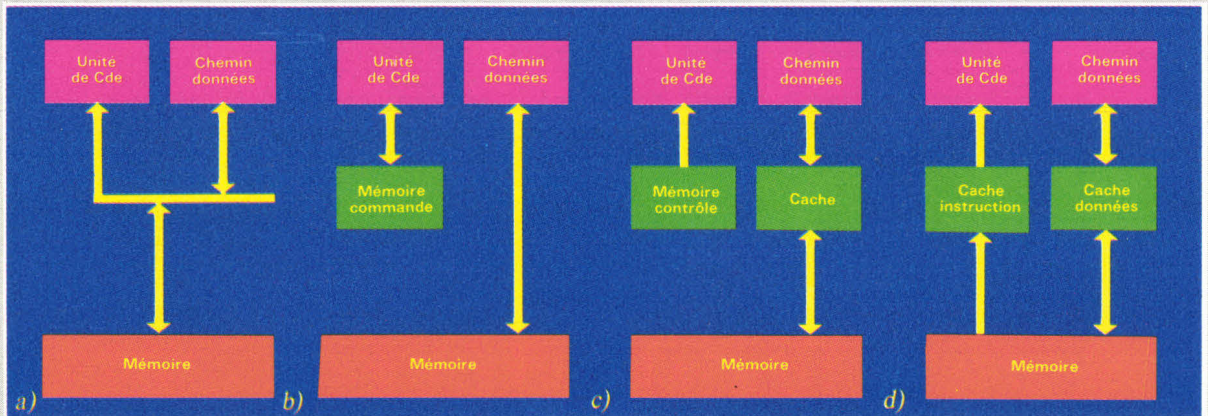 Unité
de Cde
Chemin
données
Mémoire
a)
Unité
de Cde
Chemin
données
Mémoire
commande
Mémoire
b)
Unité
de Cde
Chemin
données
Mémoire
contrôle
Cache
Mémoire
c)
Unité
de Cde
Chemin
données
Cache
instruction
Cache
données
Mémoire
d)